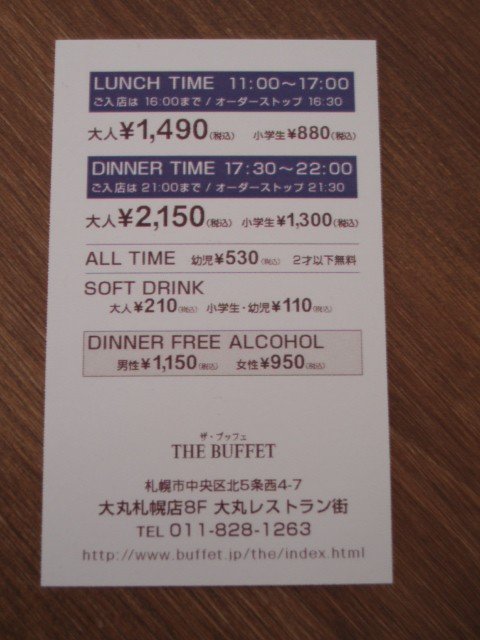 LUNCH TIME 11:00～17:00
ご入店は 16:00まで / オーダーストップ 16:30
大人¥1,490(税込) 小学生¥880(税込)
DINNER TIME 17:30～22:00
ご入店は 21:00まで / オーダーストップ 21:30
大人¥2,150(税込) 小学生¥1,300(税込)
ALL TIME 幼児¥530(税込) 2才以下無料
SOFT DRINK
大人¥210(税込) 小学生・幼児¥110(税込)
DINNER FREE ALCOHOL
男性¥1,150(税込) 女性¥950(税込)
ザ・ブッフェ
THE BUFFET
札幌市中央区北5条西4-7
大丸札幌店8F 大丸レストラン街
TEL 011-828-1263
http://www.buffet.jp/the/index.html